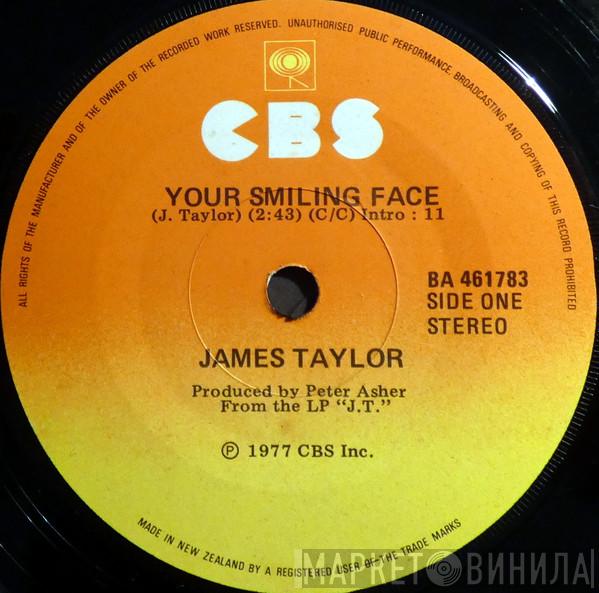 ALL RIGHTS OF THE MANUFACTURER AND OF THE OWNER OF THE RECORDED WORK RESERVED. UNAUTHORISED PUBLIC PERFORMANCE, BROADCASTING AND COPYING OF THIS RECORD PROHIBITED
CBS
YOUR SMILING FACE
(J. Taylor) (2:43) (C/C) Intro : 11
BA 461783
SIDE ONE
STEREO
JAMES TAYLOR
Produced by Peter Asher
From the LP "J.T."
℗ 1977 CBS Inc.
MADE IN NEW ZEALAND BY A REGISTERED USER OF THE TRADE MARKS
МАРКЕТ ВИНИЛА